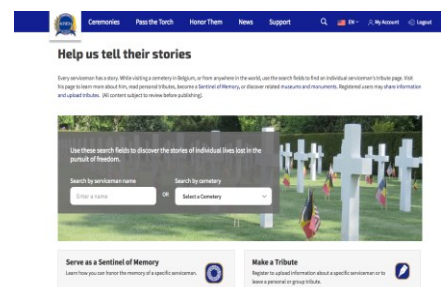 Ceremonies Pass the Torch Honor Them News Support EN My Account Logout
Help us tell their stories
Every serviceman has a story. While visiting a cemetery in Belgium, or from anywhere in the world, use the search fields to find an individual serviceman's tribute page. Visit
his page to learn more about him, read personal tributes, become a Sentinel of Memory, or discover related museums and monuments. Registered users may share information
and upload tributes. (All content subject to review before publishing).
Use these search fields to discover the stories of individual lives lost in the
pursuit of freedom.
Search by serviceman name Search by cemetery
Enter a name OR Select a Cemetery
Serve as a Sentinel of Memory
Learn how you can honor the memory of a specific serviceman.
Make a Tribute
Register to upload information about a specific serviceman or to
leave a personal or group tribute.